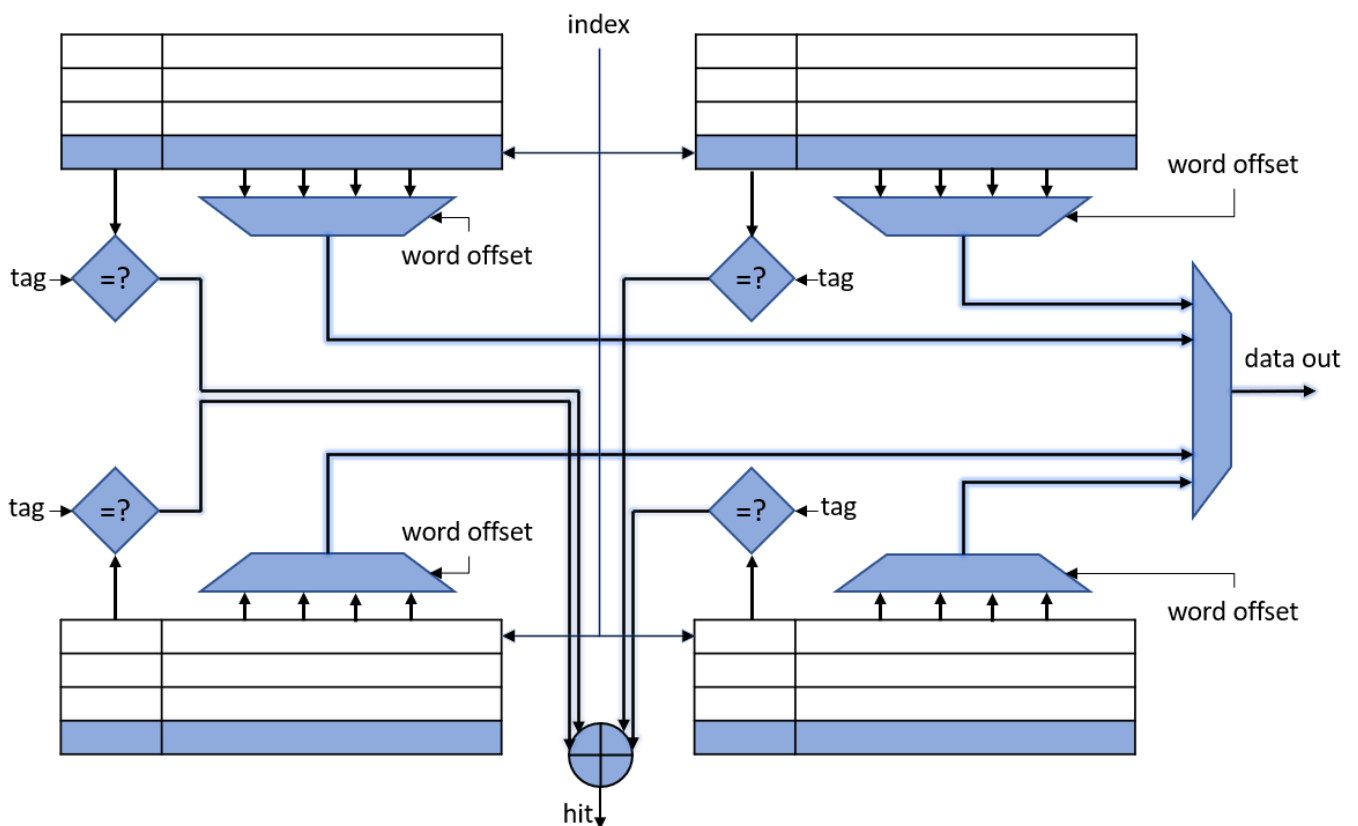 index
word offset
word offset
tag
=?
=?
tag
data out
tag
=?
=?
tag
word offset
word offset
hit